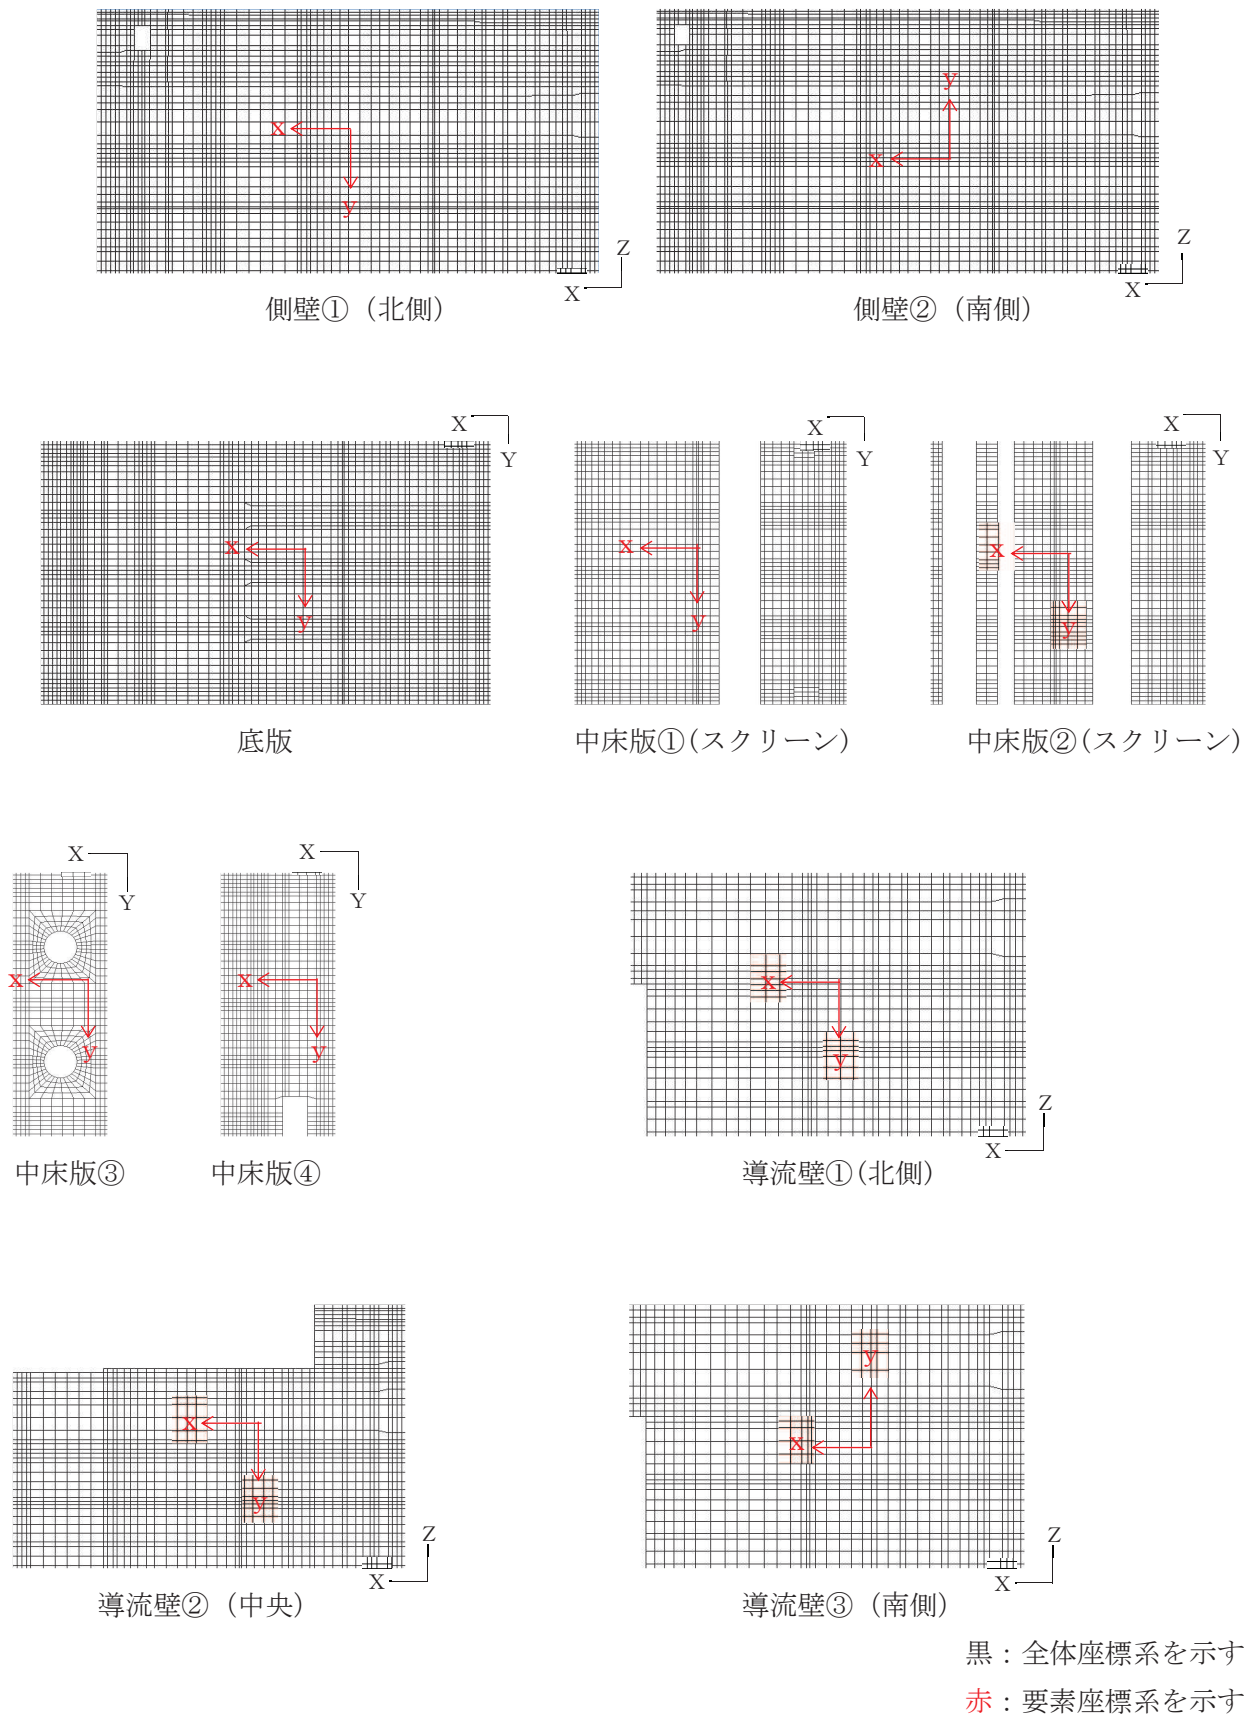 x
y
Z
X
側壁①（北側）
y
x
Z
X
側壁②（南側）
X
Y
x
y
底版
X
Y
x
y
中床版①(スクリーン)
X
Y
x
y
中床版②(スクリーン)
X
Y
x
y
中床版③
X
Y
x
y
中床版④
x
y
Z
X
導流壁①(北側)
x
y
Z
X
導流壁②（中央）
y
x
Z
X
導流壁③（南側）
黒：全体座標系を示す
赤：要素座標系を示す